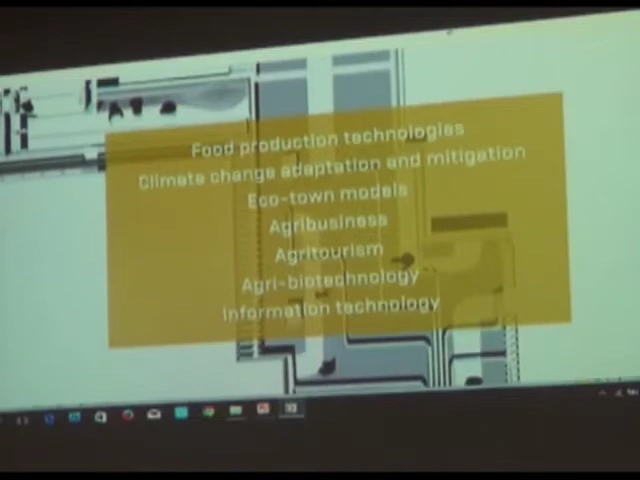 Food production technologies
Climate change adaptation and mitigation
Eco-town models
Agribusiness
Agritourism
Agri-biotechnology
Information technology